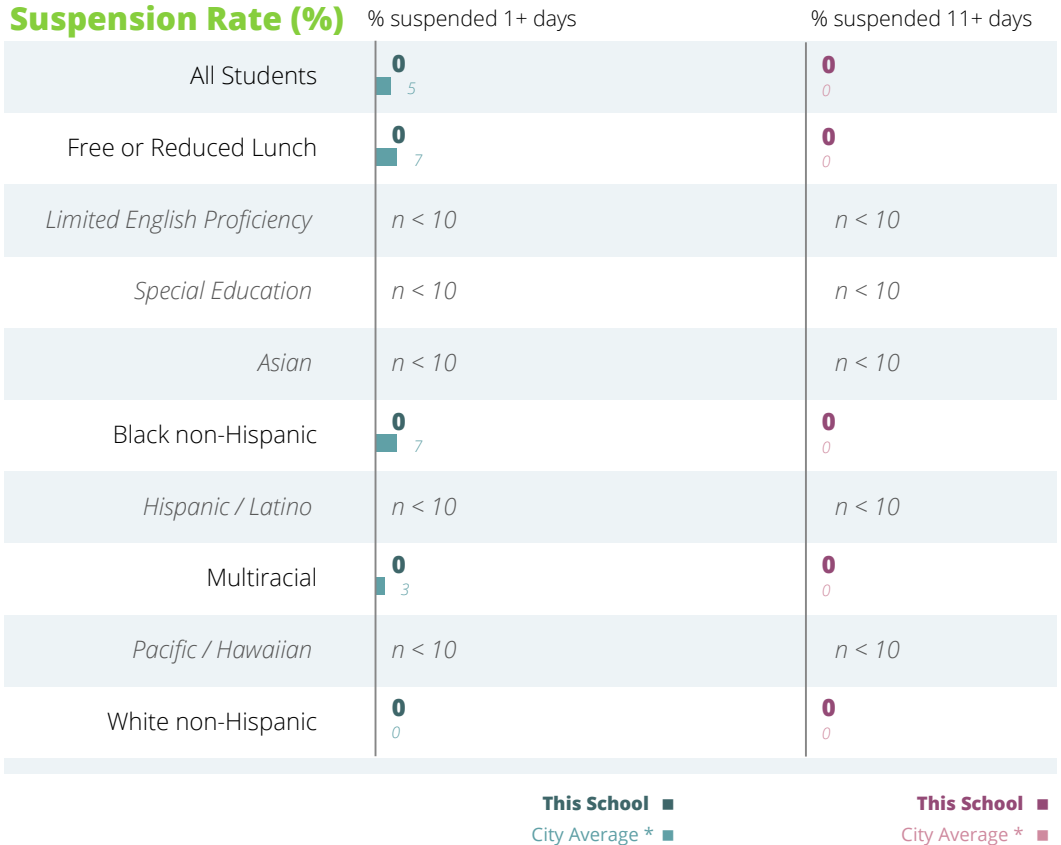 Suspension Rate (%) % suspended 1+ days % suspended 11+ days
All Students 0 0
5 0
Free or Reduced Lunch 0 0
7 0
Limited English Proficiency n < 10 n < 10
Special Education n < 10 n < 10
Asian n < 10 n < 10
Black non-Hispanic 0 0
7 0
Hispanic / Latino n < 10 n < 10
Multiracial 0 0
3 0
Pacific / Hawaiian n < 10 n < 10
White non-Hispanic 0 0
0 0
This School This School
City Average * City Average *